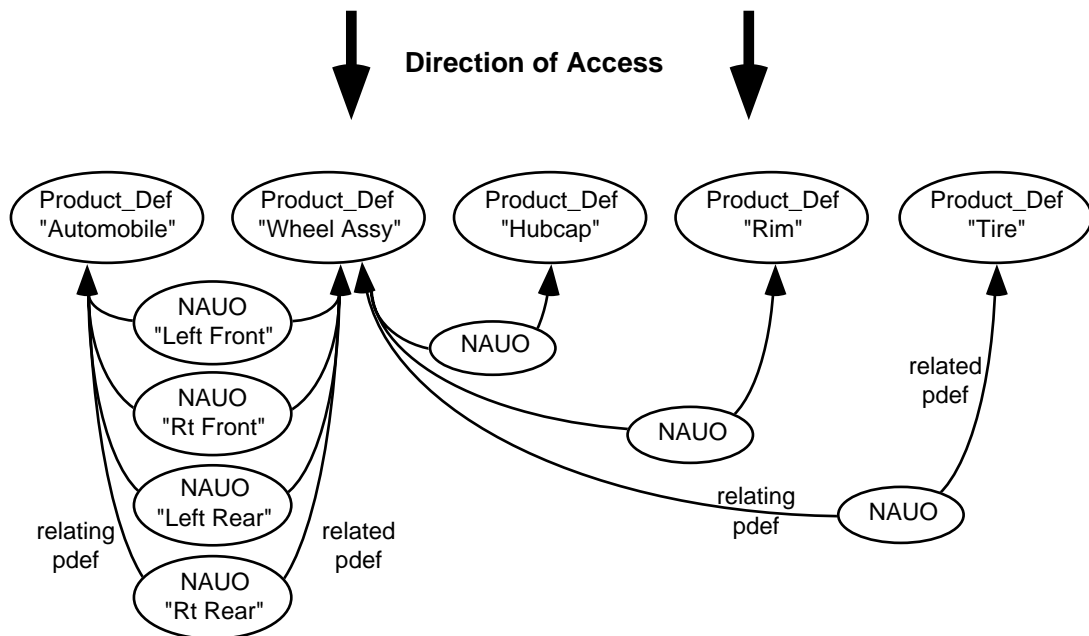 Direction of Access
Product_Def
"Automobile"
Product_Def
"Wheel Assy"
Product_Def
"Hubcap"
Product_Def
"Rim"
Product_Def
"Tire"
NAUO
"Left Front"
NAUO
NAUO
"Rt Front"
related
pdef
NAUO
NAUO
"Left Rear"
relating
pdef
NAUO
relating
pdef
related
pdef
NAUO
"Rt Rear"